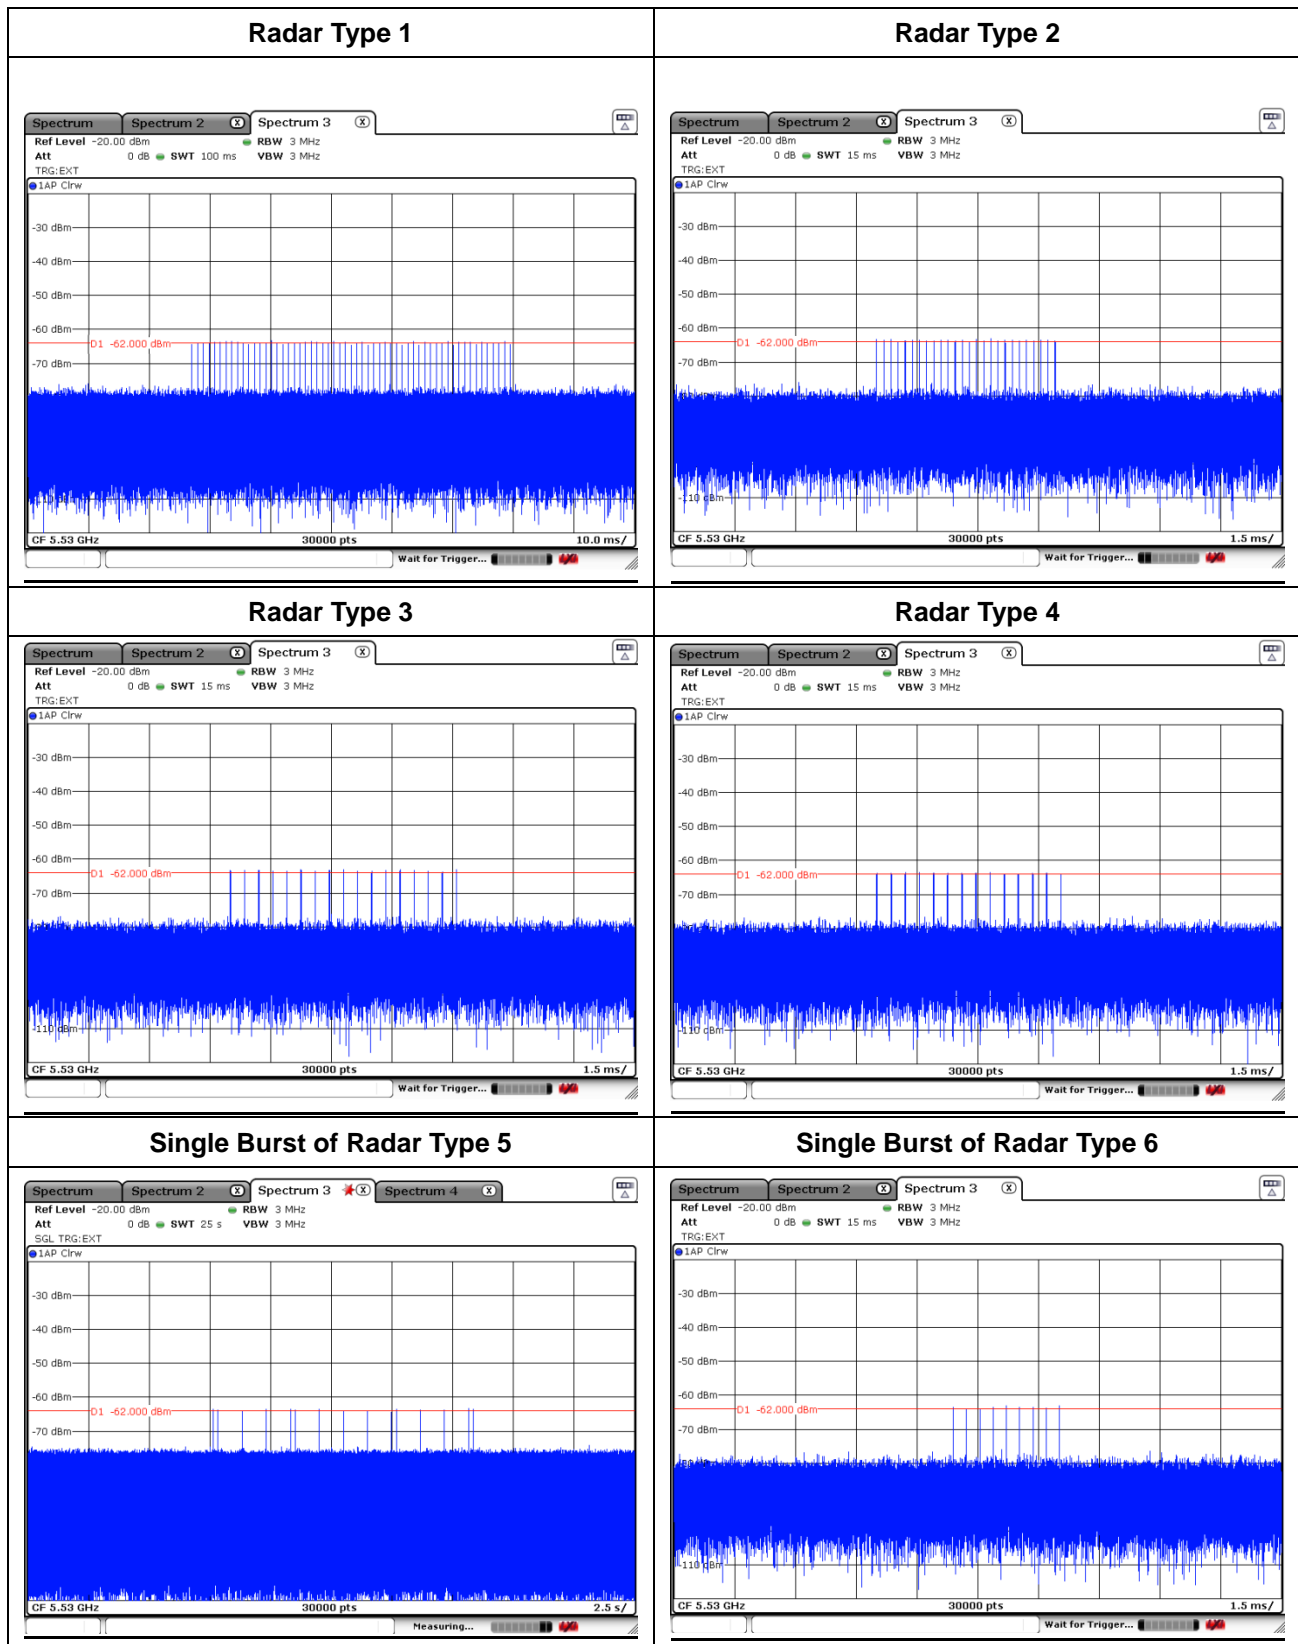 Radar Type 1
Radar Type 2
Spectrum Spectrum 2 X Spectrum 3 X
Ref Level -20.00 dBm RBW 3 MHz
Att 0 dB SWT 100 ms VBW 3 MHz
TRG:EXT
1AP Clrw
-30 dBm
-40 dBm
-50 dBm
-60 dBm
D1 -62.000 dBm
-70 dBm
CF 5.53 GHz 30000 pts 10.0 ms/
Wait for Trigger...
Spectrum Spectrum 2 X Spectrum 3 X
Ref Level -20.00 dBm RBW 3 MHz
Att 0 dB SWT 15 ms VBW 3 MHz
TRG:EXT
1AP Clrw
-30 dBm
-40 dBm
-50 dBm
-60 dBm
D1 -62.000 dBm
-70 dBm
-110 dBm
CF 5.53 GHz 30000 pts 1.5 ms/
Wait for Trigger...
Radar Type 3
Radar Type 4
Spectrum Spectrum 2 X Spectrum 3 X
Ref Level -20.00 dBm RBW 3 MHz
Att 0 dB SWT 15 ms VBW 3 MHz
TRG:EXT
1AP Clrw
-30 dBm
-40 dBm
-50 dBm
-60 dBm
D1 -62.000 dBm
-70 dBm
-110 dBm
CF 5.53 GHz 30000 pts 1.5 ms/
Wait for Trigger...
Spectrum Spectrum 2 X Spectrum 3 X
Ref Level -20.00 dBm RBW 3 MHz
Att 0 dB SWT 15 ms VBW 3 MHz
TRG:EXT
1AP Clrw
-30 dBm
-40 dBm
-50 dBm
-60 dBm
D1 -62.000 dBm
-70 dBm
-110 dBm
CF 5.53 GHz 30000 pts 1.5 ms/
Wait for Trigger...
Single Burst of Radar Type 5
Single Burst of Radar Type 6
Spectrum Spectrum 2 X Spectrum 3 X Spectrum 4 X
Ref Level -20.00 dBm RBW 3 MHz
Att 0 dB SWT 25 s VBW 3 MHz
SGL TRG:EXT
1AP Clrw
-30 dBm
-40 dBm
-50 dBm
-60 dBm
D1 -62.000 dBm
-70 dBm
CF 5.53 GHz 30000 pts 2.5 s/
Measuring...
Spectrum Spectrum 2 X Spectrum 3 X
Ref Level -20.00 dBm RBW 3 MHz
Att 0 dB SWT 15 ms VBW 3 MHz
TRG:EXT
1AP Clrw
-30 dBm
-40 dBm
-50 dBm
-60 dBm
D1 -62.000 dBm
-70 dBm
-110 dBm
CF 5.53 GHz 30000 pts 1.5 ms/
Wait for Trigger...